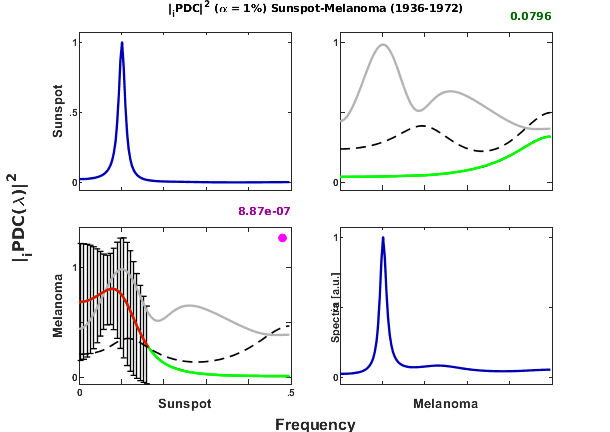 |ᵢPDC|² (α = 1%) Sunspot-Melanoma (1936-1972)
0.0796
Sunspot
1
.5
0
1
.5
0
8.87e-07
|ᵢPDC(λ)|²
Melanoma
1
0
Spectra [a.u.]
1
0
0
.5
Sunspot
Melanoma
Frequency